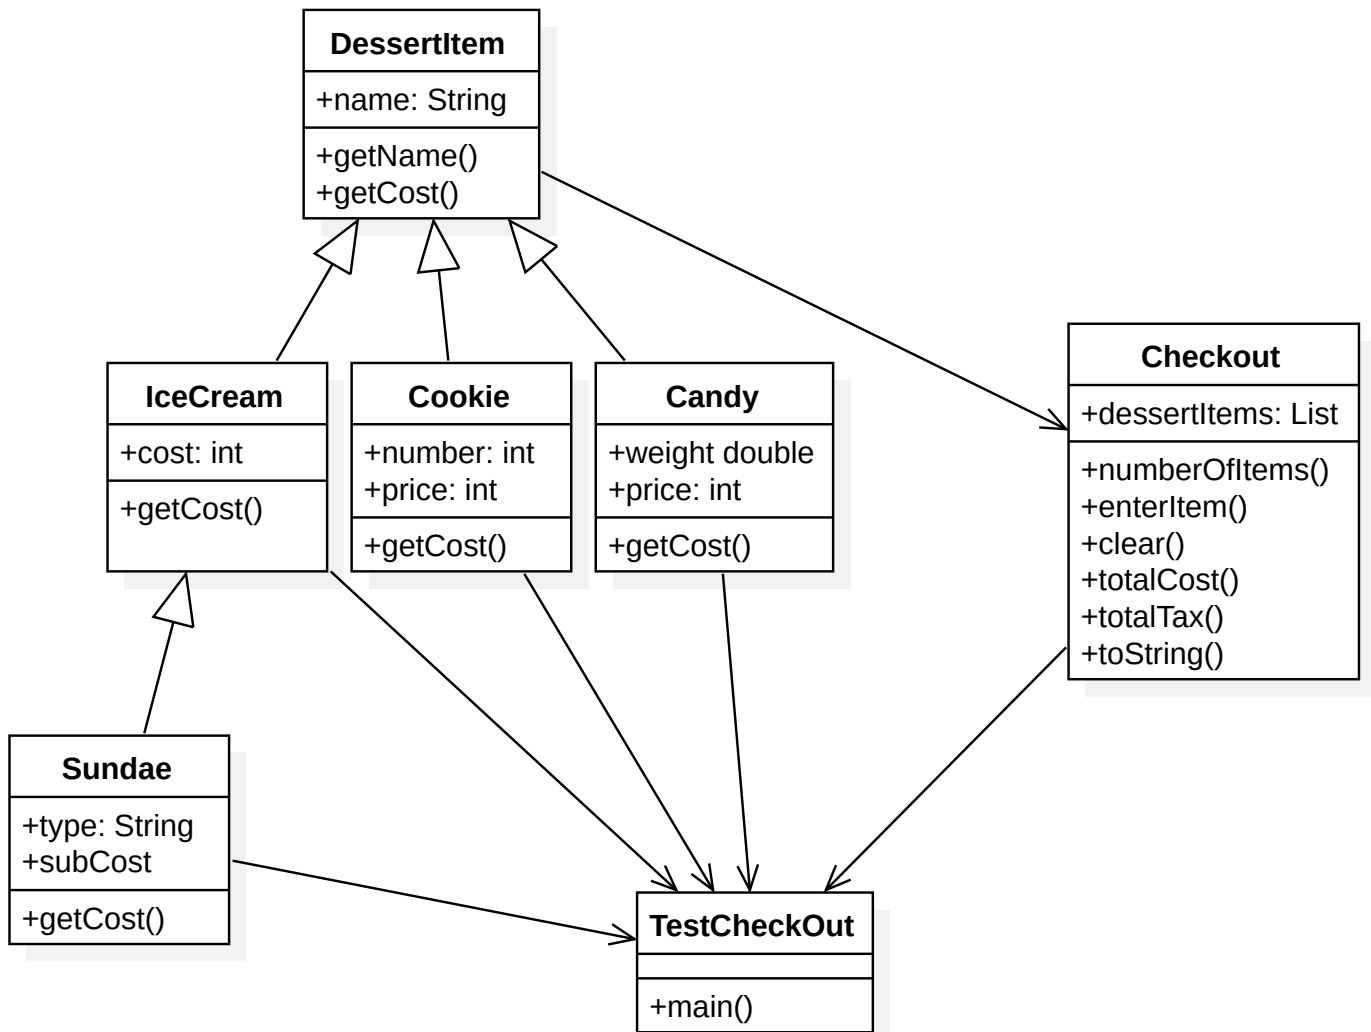 DessertItem
+name: String
+getName()
+getCost()
IceCream
+cost: int
+getCost()
Cookie
+number: int
+price: int
+getCost()
Candy
+weight double
+price: int
+getCost()
Checkout
+dessertItems: List
+numberOfItems()
+enterItem()
+clear()
+totalCost()
+totalTax()
+toString()
Sundae
+type: String
+subCost
+getCost()
TestCheckOut
+main()